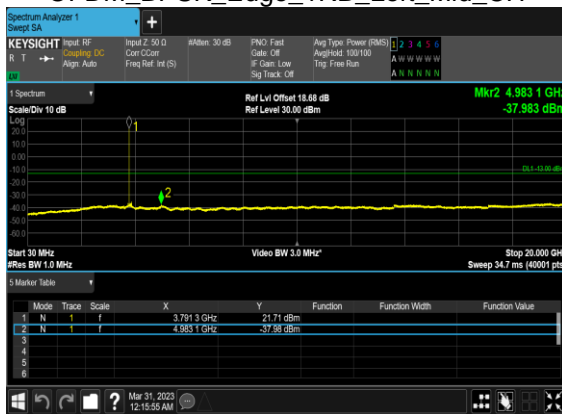 Spectrum Analyzer 1
Swept SA
+
KEYSIGHT Input: RF Input Z: 50 Ω #Atten: 30 dB PNO: Fast Avg Type: Power (RMS) 1 2 3 4 5 6
R T Coupling: DC Corr CCorr Gate: Off Avg|Hold: 100/100 A W W W W W
Align: Auto Freq Ref: Int (S) IF Gain: Low Trig: Free Run
Sig Track: Off A N N N N N
1 Spectrum Ref Lvl Offset 18.68 dB Mkr2 4.983 1 GHz
Scale/Div 10 dB Ref Level 30.00 dBm -37.983 dBm
Log
20.0
10.0
0.00
-10.0
-20.0
-30.0
-40.0
-50.0
-60.0
1
2
DL1 -13.00 dB
Start 30 MHz Video BW 3.0 MHz* Stop 20.000 GH
#Res BW 1.0 MHz Sweep 34.7 ms (40001 pts
5 Marker Table
Mode Trace Scale X Y Function Function Width Function Value
1 N 1 f 3.791 3 GHz 21.71 dBm
2 N 1 f 4.983 1 GHz -37.98 dBm
3
4
5
6
? Mar 31, 2023
12:15:55 AM